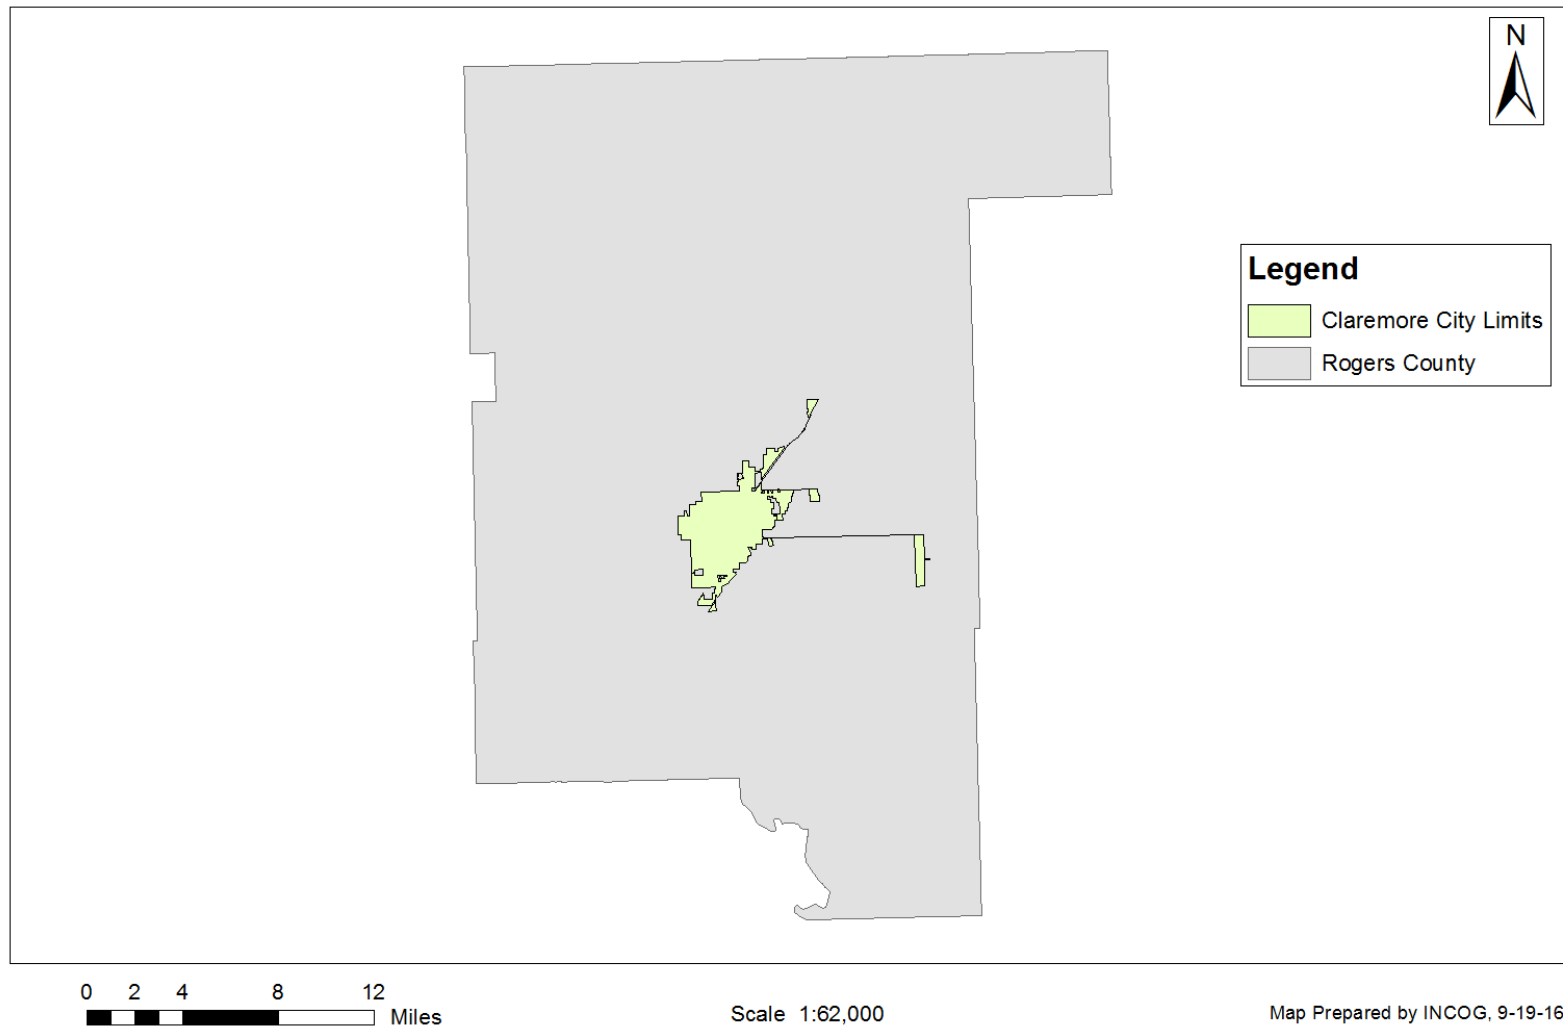 N
Legend
Claremore City Limits
Rogers County
0 2 4 8 12
Miles
Scale 1:62,000
Map Prepared by INCOG, 9-19-16